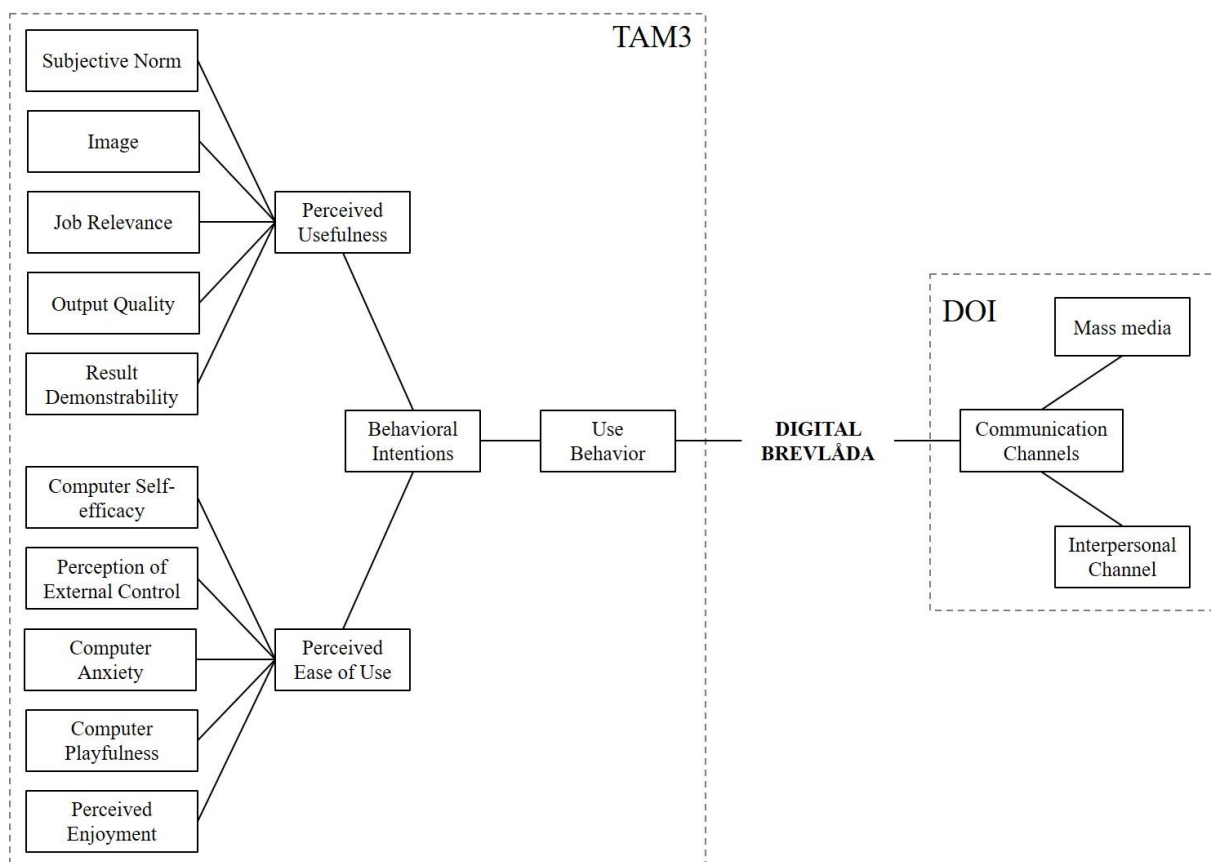 TAM3
Subjective Norm
Image
Job Relevance
Output Quality
Result
Demonstrability
Perceived
Usefulness
Behavioral
Intentions
Use
Behavior
Computer Self-
efficacy
Perception of
External Control
Computer
Anxiety
Computer
Playfulness
Perceived
Enjoyment
Perceived
Ease of Use
DIGITAL
BREVLÅDA
DOI
Mass media
Communication
Channels
Interpersonal
Channel